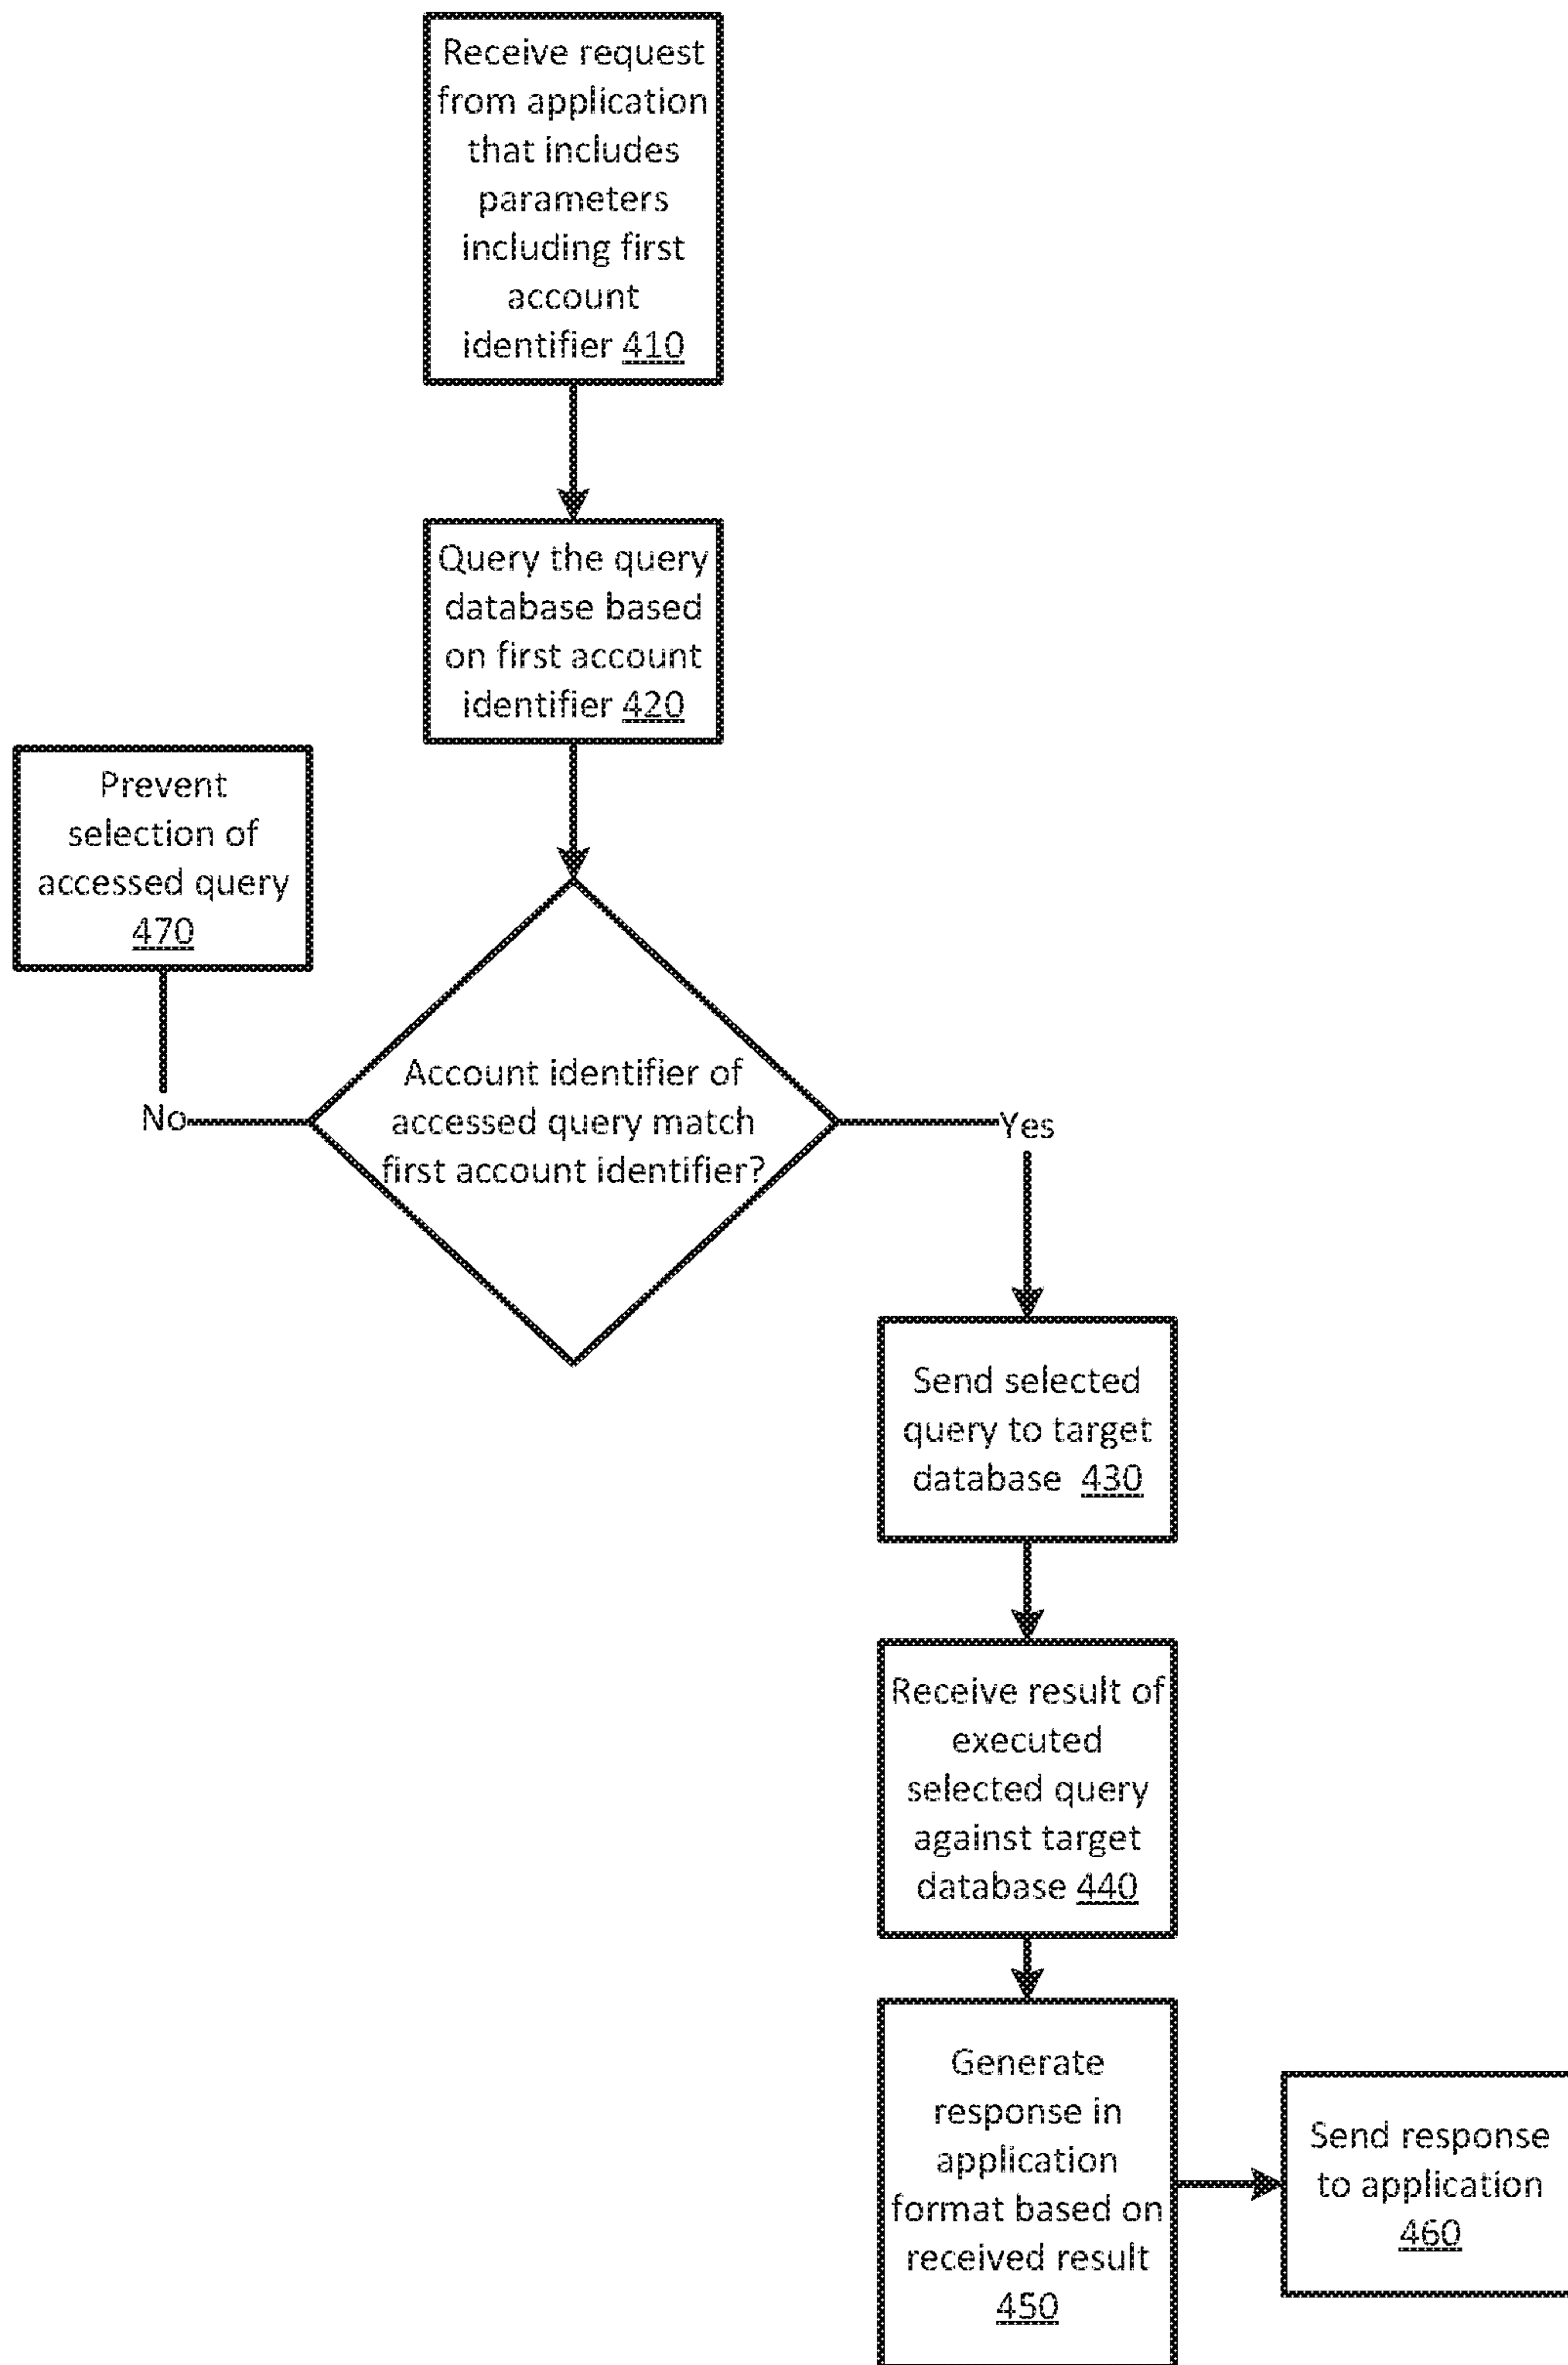 Receive request
from application
that includes
parameters
including first
account
identifier 410
Query the query
database based
on first account
identifier 420
Prevent
selection of
accessed query
470
Account identifier of
accessed query match
first account identifier?
No
Yes
Send selected
query to target
database 430
Receive result of
executed
selected query
against target
database 440
Generate
response in
application
format based on
received result
450
Send response
to application
460